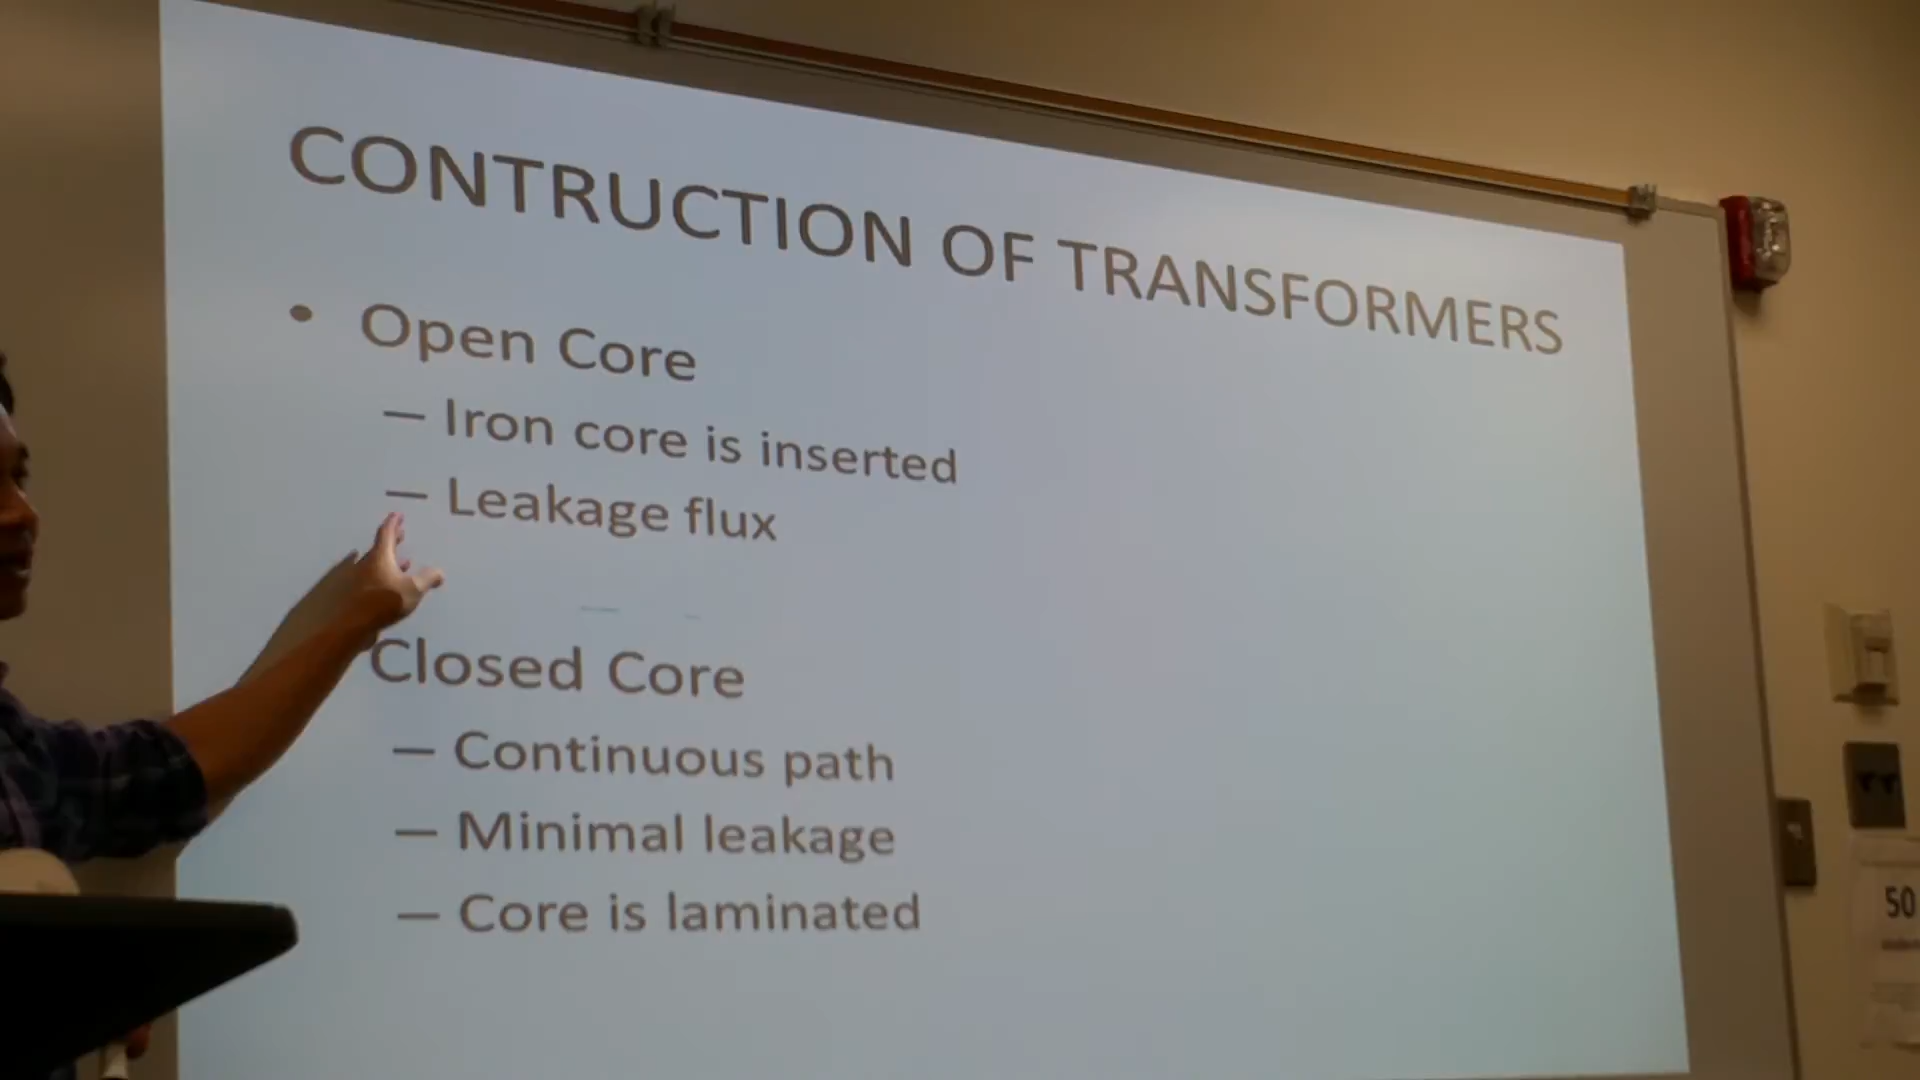 CONTRUCTION OF TRANSFORMERS
• Open Core
— Iron core is inserted
— Leakage flux
Closed Core
— Continuous path
— Minimal leakage
— Core is laminated
50